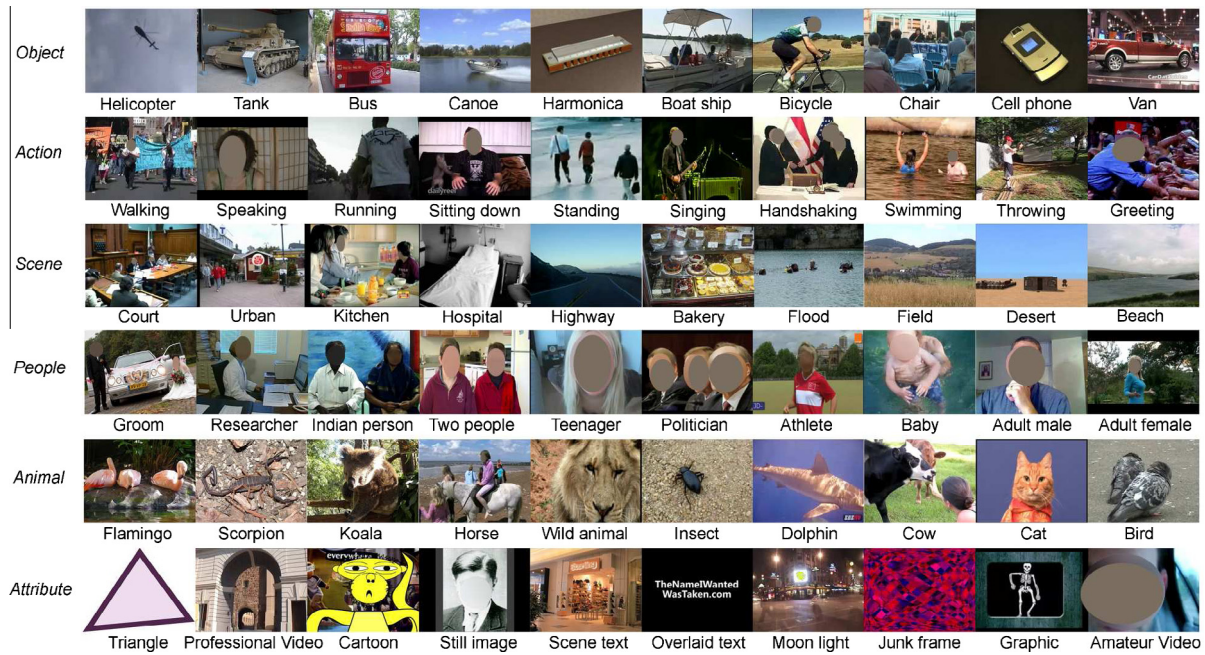 Object
Helicopter Tank Bus Canoe Harmonica Boat ship Bicycle Chair Cell phone Van
Action
dailyreel
Walking Speaking Running Sitting down Standing Singing Handshaking Swimming Throwing Greeting
Scene
Court Urban Kitchen Hospital Highway Bakery Flood Field Desert Beach
People
Groom Researcher Indian person Two people Teenager Politician Athlete Baby Adult male Adult female
Animal
Flamingo Scorpion Koala Horse Wild animal Insect Dolphin Cow Cat Bird
Attribute
everywhere
TheNameIWanted
WasTaken.com
Triangle Professional Video Cartoon Still image Scene text Overlaid text Moon light Junk frame Graphic Amateur Video